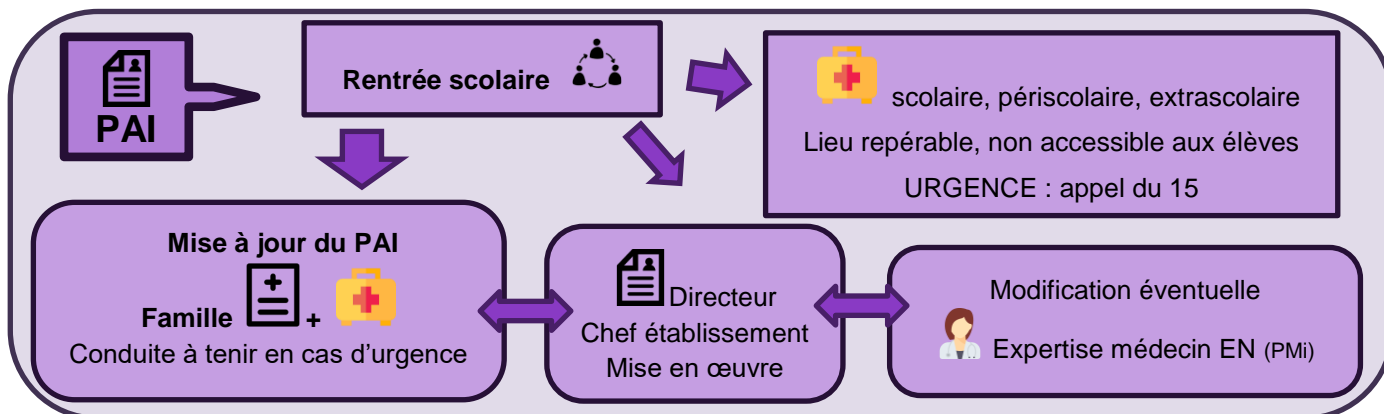 PAI
Rentrée scolaire
scolaire, périscolaire, extrascolaire
Lieu repérable, non accessible aux élèves
URGENCE : appel du 15
Mise à jour du PAI
Famille +
Conduite à tenir en cas d’urgence
Directeur
Chef établissement
Mise en œuvre
Modification éventuelle
Expertise médecin EN (PMi)